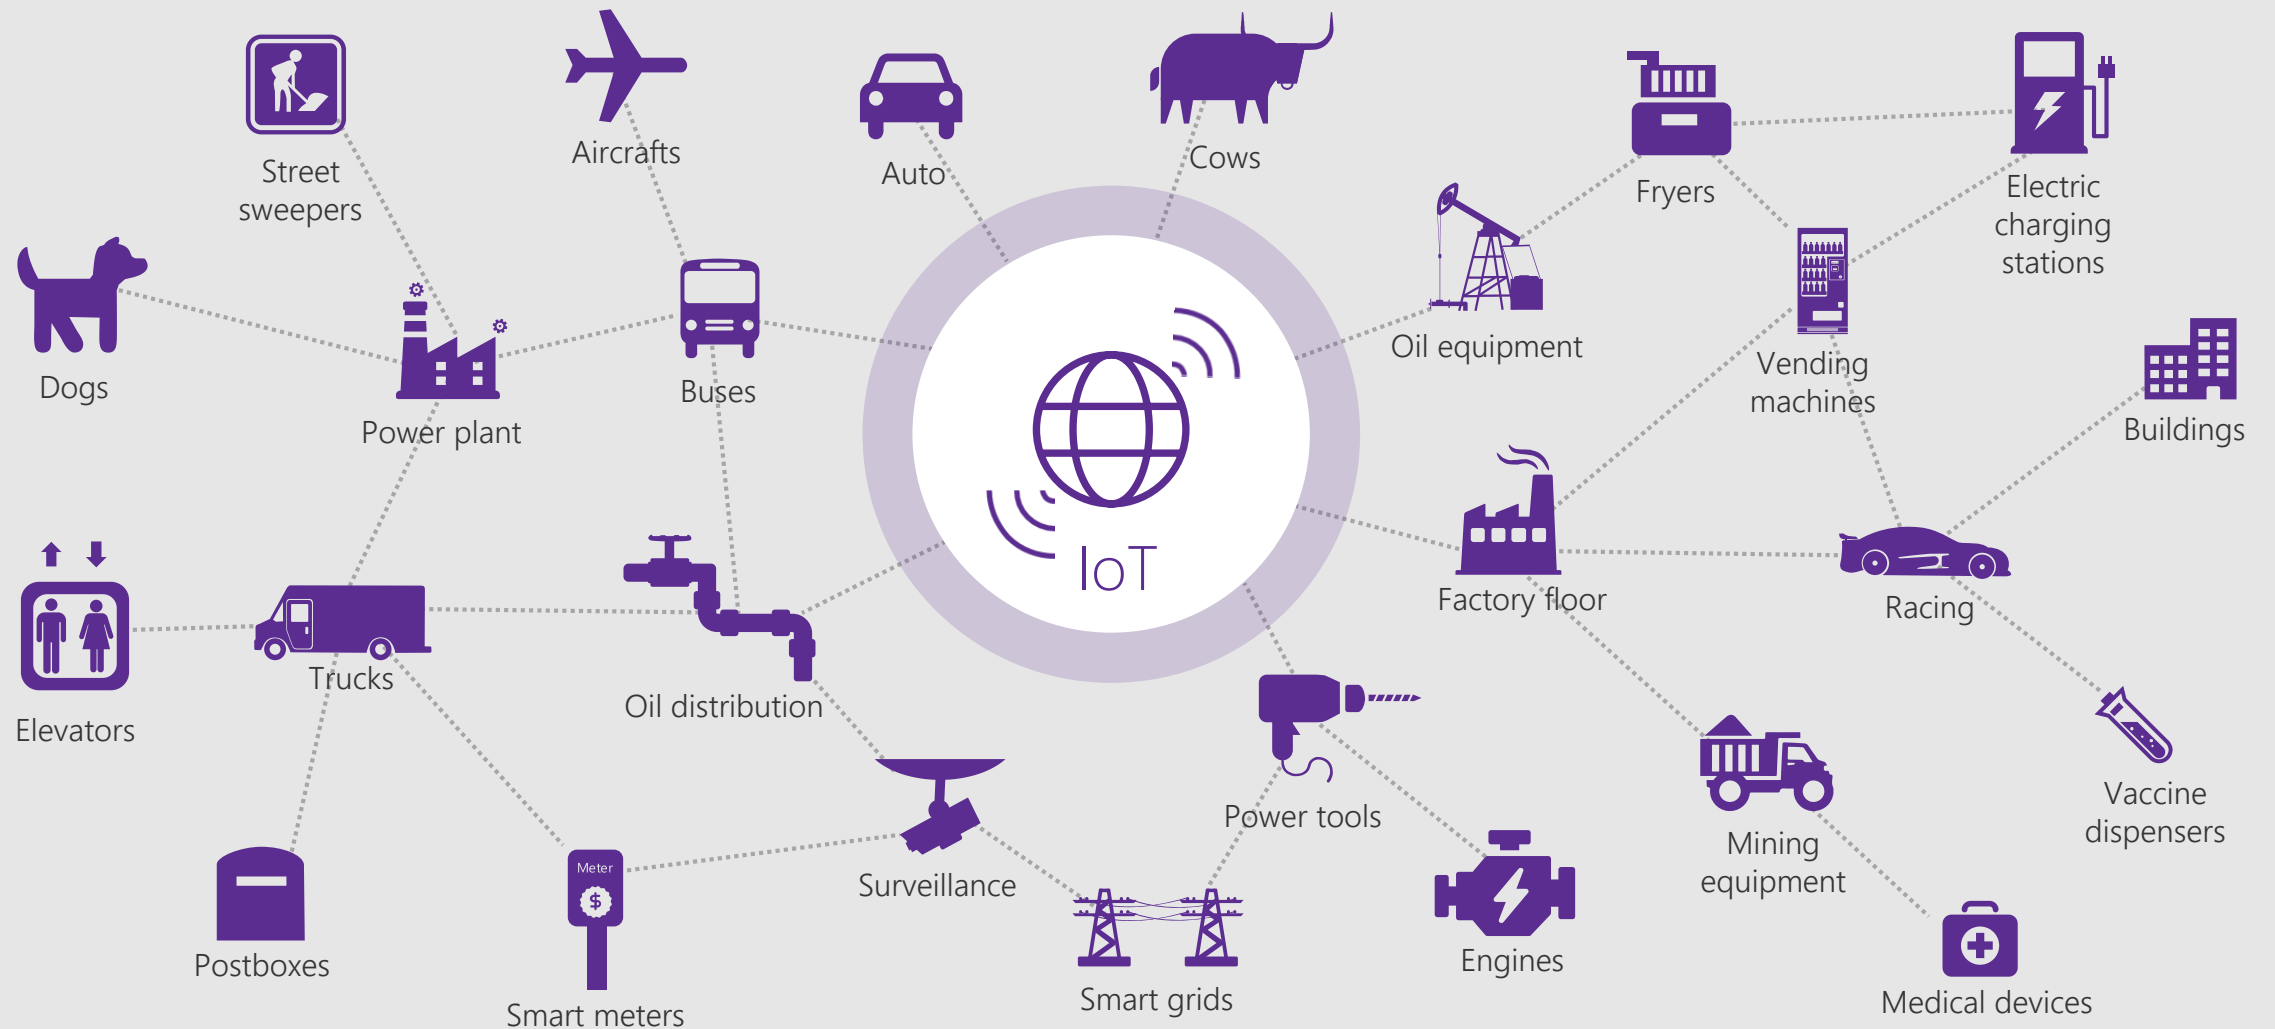 Street
sweepers
Aircrafts
Auto
Cows
Fryers
Electric
charging
stations
Dogs
Power plant
Buses
Oil equipment
Vending
machines
Buildings
IoT
Factory floor
Racing
Elevators
Trucks
Oil distribution
Power tools
Mining
equipment
Vaccine
dispensers
Postboxes
Meter
$
Smart meters
Surveillance
Smart grids
Engines
Medical devices